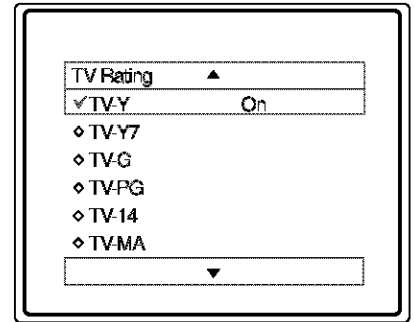 TV Rating ▲
✓TV-Y On
◇ TV-Y7
◇ TV-G
◇ TV-PG
◇ TV-14
◇ TV-MA
▼